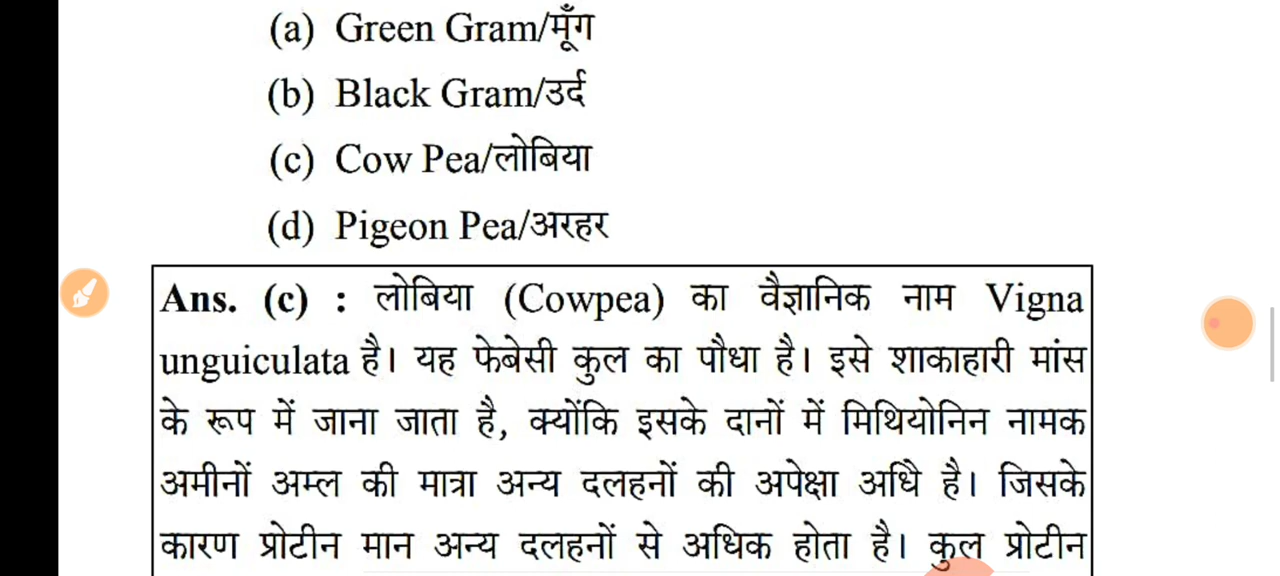 (a) Green Gram/मूँग
(b) Black Gram/उर्द
(c) Cow Pea/लोबिया
(d) Pigeon Pea/अरहर
Ans. (c) : लोबिया (Cowpea) का वैज्ञानिक नाम Vigna
unguiculata है। यह फेबेसी कुल का पौधा है। इसे शाकाहारी मांस
के रूप में जाना जाता है, क्योंकि इसके दानों में मिथियोनिन नामक
अमीनों अम्ल की मात्रा अन्य दलहनों की अपेक्षा अधि है। जिसके
कारण प्रोटीन मान अन्य दलहनों से अधिक होता है। कुल प्रोटीन